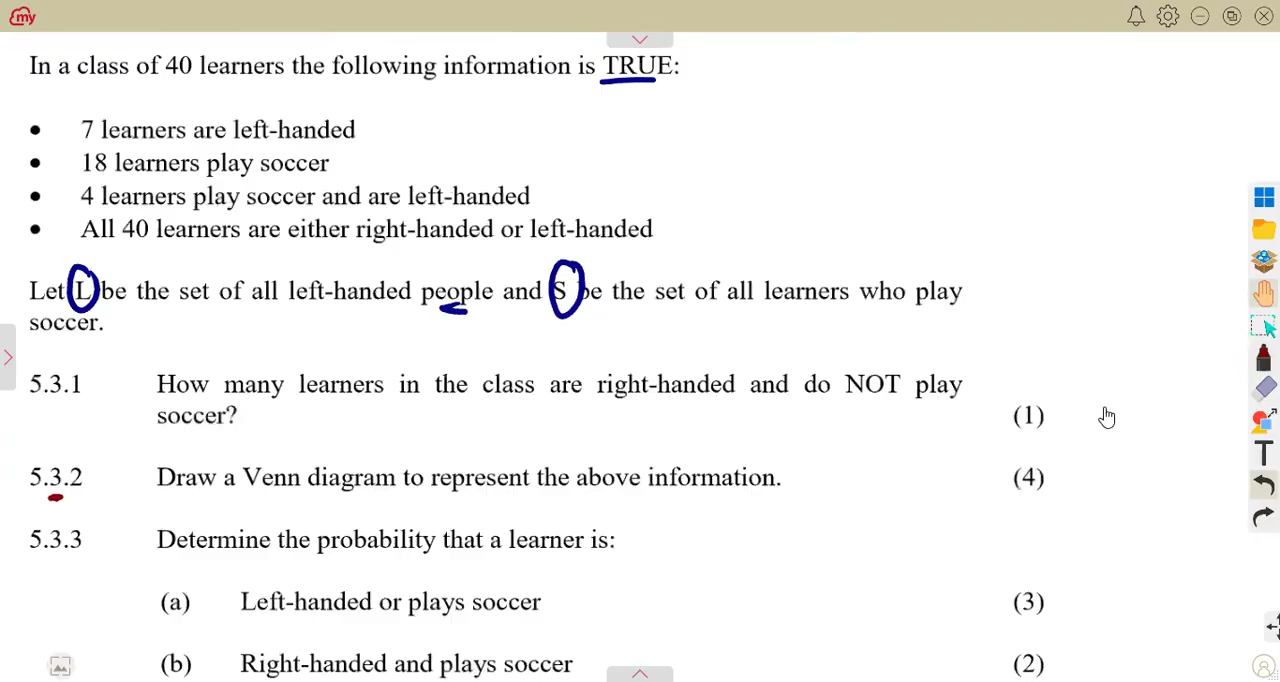 my
In a class of 40 learners the following information is TRUE:
• 7 learners are left-handed
• 18 learners play soccer
• 4 learners play soccer and are left-handed
• All 40 learners are either right-handed or left-handed
Let L be the set of all left-handed people and S be the set of all learners who play
soccer.
5.3.1 How many learners in the class are right-handed and do NOT play
soccer? (1)
5.3.2 Draw a Venn diagram to represent the above information. (4)
5.3.3 Determine the probability that a learner is:
(a) Left-handed or plays soccer (3)
(b) Right-handed and plays soccer (2)